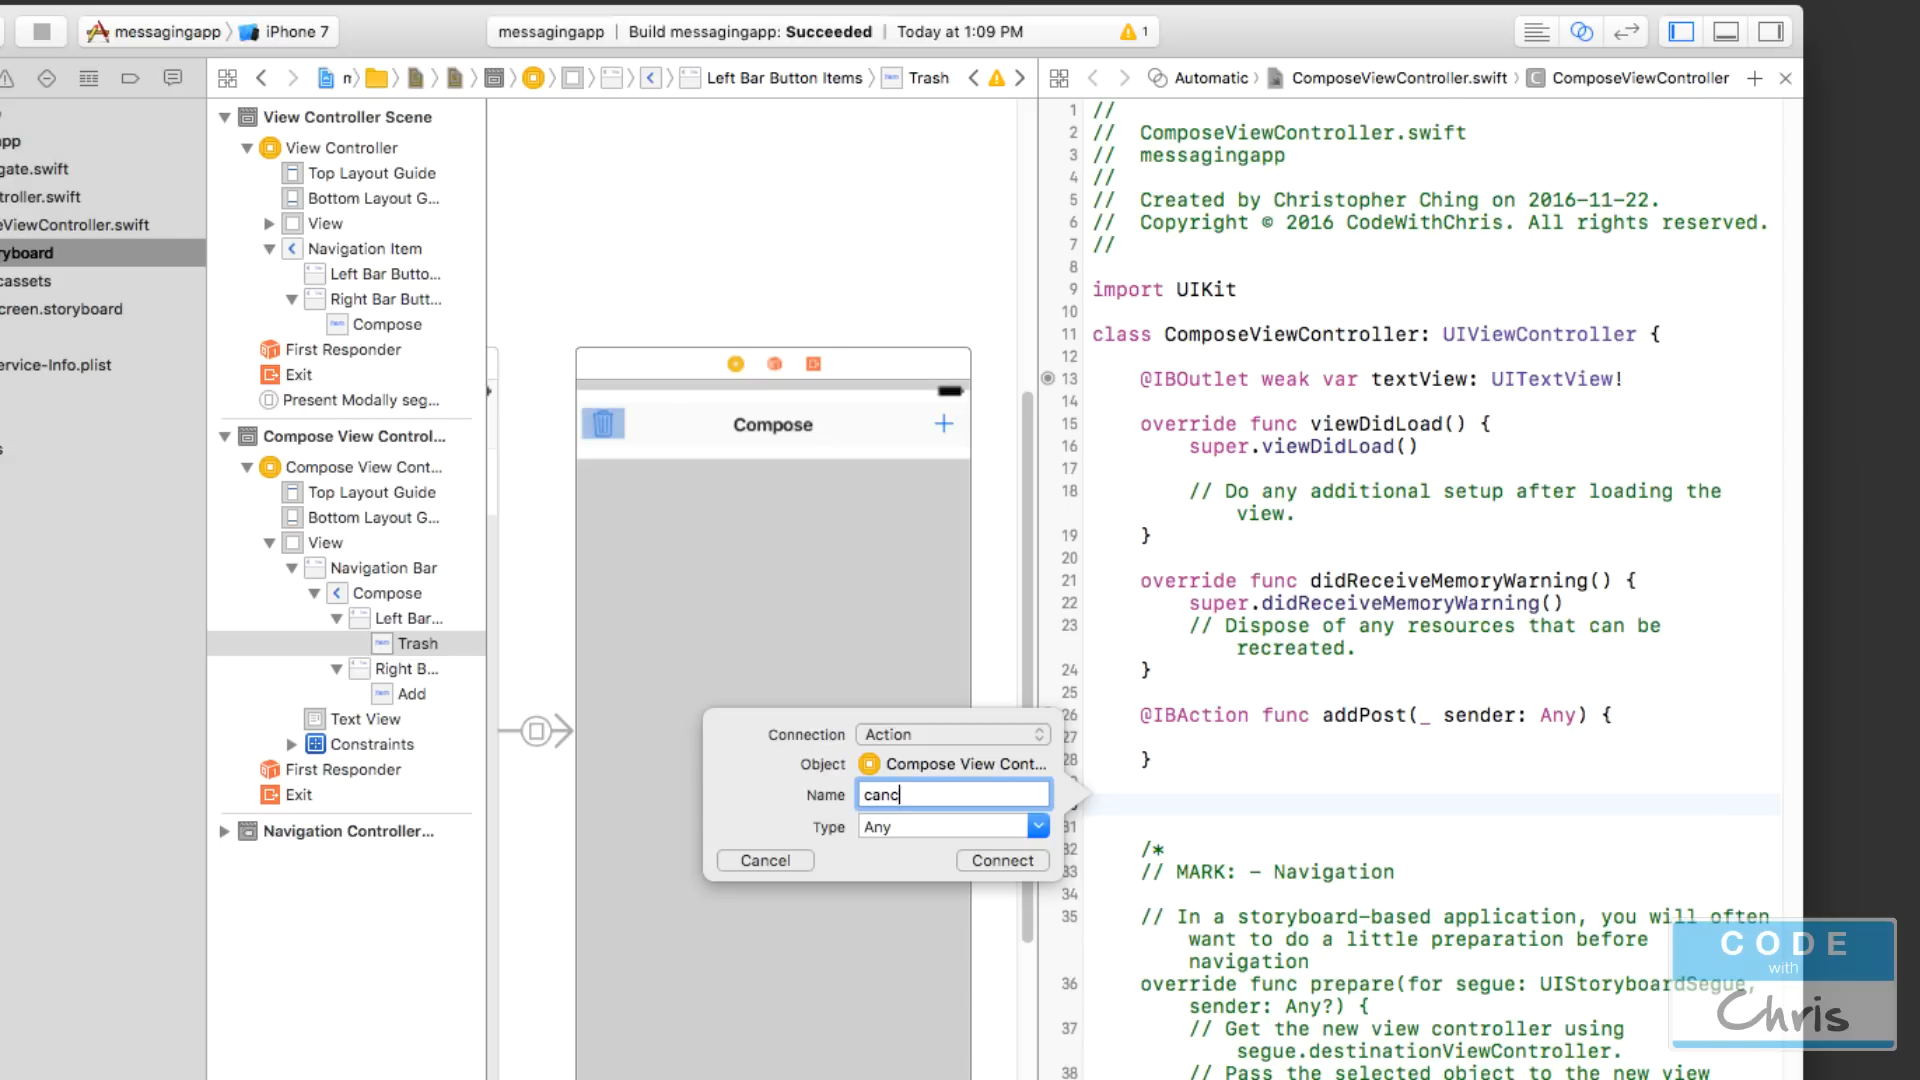 messagingapp
iPhone 7
messagingapp | Build messagingapp: Succeeded | Today at 1:09 PM
1
Left Bar Button Items
Trash
Automatic
ComposeViewController.swift
C ComposeViewController
pp
gate.swift
troller.swift
eViewController.swift
ryboard
cassets
creen.storyboard
ervice-Info.plist
s
View Controller Scene
View Controller
Top Layout Guide
Bottom Layout G...
View
Navigation Item
Left Bar Butto...
Right Bar Butt...
Compose
First Responder
Exit
Present Modally seg...
Compose View Control...
Compose View Cont...
Top Layout Guide
Bottom Layout G...
View
Navigation Bar
Compose
Left Bar...
Trash
Right B...
Add
Text View
Constraints
First Responder
Exit
Navigation Controller...
Compose
Connection Action
Object Compose View Cont...
Name canc
Type Any
Cancel Connect
1 //
2 // ComposeViewController.swift
3 // messagingapp
4 //
5 // Created by Christopher Ching on 2016-11-22.
6 // Copyright © 2016 CodeWithChris. All rights reserved.
7 //
8
9 import UIKit
10
11 class ComposeViewController: UIViewController {
12
13 @IBOutlet weak var textView: UITextView!
14
15 override func viewDidLoad() {
16 super.viewDidLoad()
17
18 // Do any additional setup after loading the
view.
19 }
20
21 override func didReceiveMemoryWarning() {
22 super.didReceiveMemoryWarning()
23 // Dispose of any resources that can be
recreated.
24 }
25
26 @IBAction func addPost(_ sender: Any) {
27
28 }
31
32 /*
33 // MARK: - Navigation
34
35 // In a storyboard-based application, you will often
want to do a little preparation before
navigation
36 override func prepare(for segue: UIStoryboardSegue,
sender: Any?) {
37 // Get the new view controller using
segue.destinationViewController.
38 // Pass the selected object to the new view
CODE
with
Chris